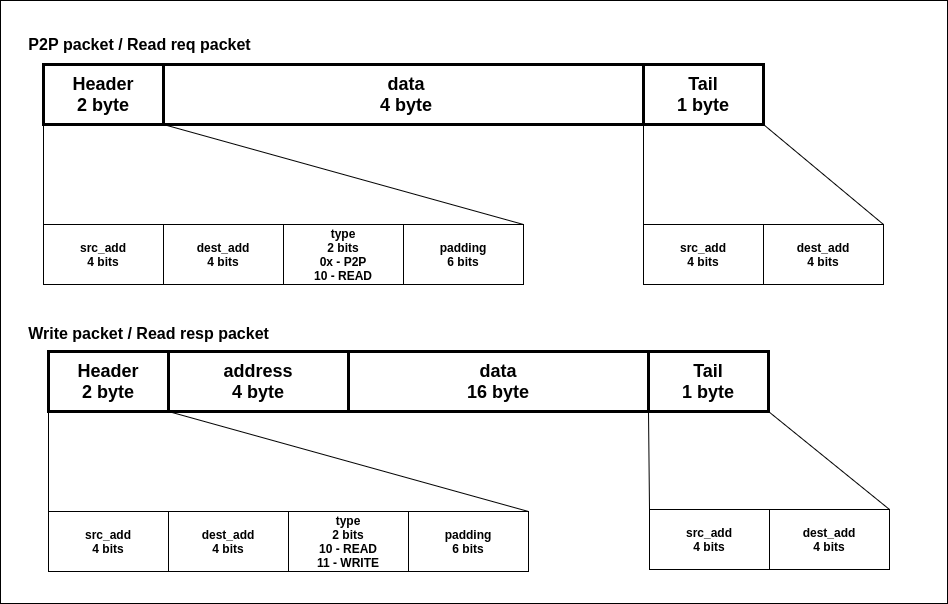 P2P packet / Read req packet
Header
2 byte
data
4 byte
Tail
1 byte
src_add
4 bits
dest_add
4 bits
type
2 bits
0x - P2P
10 - READ
padding
6 bits
src_add
4 bits
dest_add
4 bits
Write packet / Read resp packet
Header
2 byte
address
4 byte
data
16 byte
Tail
1 byte
src_add
4 bits
dest_add
4 bits
type
2 bits
10 - READ
11 - WRITE
padding
6 bits
src_add
4 bits
dest_add
4 bits